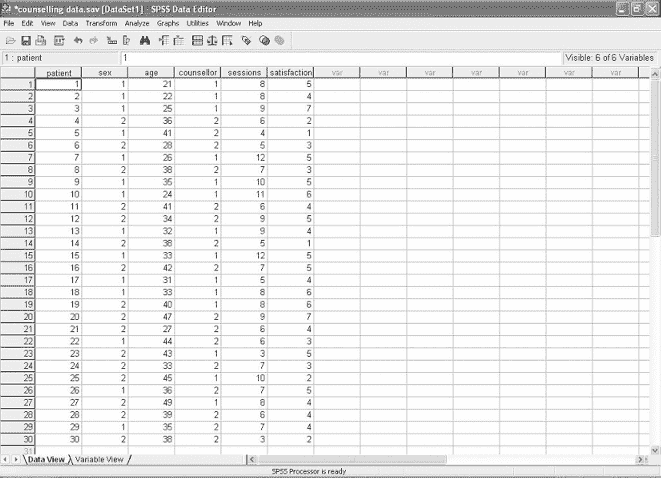 *counselling data.sav [DataSet1] - SPSS Data Editor
File Edit View Data Transform Analyze Graphs Utilities Window Help
1 : patient 1 Visible: 6 of 6 Variables
patient sex age counsellor sessions satisfaction var var var var var var
1 1 1 21 1 8 5
2 2 1 22 1 8 4
3 3 1 25 1 9 7
4 4 2 36 2 6 2
5 5 1 41 2 4 1
6 6 2 28 2 5 3
7 7 1 26 1 12 5
8 8 2 38 2 7 3
9 9 1 35 1 10 5
10 10 1 24 1 11 6
11 11 2 41 2 6 4
12 12 2 34 2 9 5
13 13 1 32 1 9 4
14 14 2 38 2 5 1
15 15 1 33 1 12 5
16 16 2 42 2 7 5
17 17 1 31 1 5 4
18 18 1 33 1 8 6
19 19 2 40 1 8 6
20 20 2 47 2 9 7
21 21 2 27 2 6 4
22 22 1 44 2 6 3
23 23 2 43 1 3 5
24 24 2 33 2 7 3
25 25 2 45 1 10 2
26 26 1 36 2 7 5
27 27 2 49 1 8 4
28 28 2 39 2 6 4
29 29 1 35 2 7 4
30 30 2 38 2 3 2
31
Data View Variable View
SPSS Processor is ready